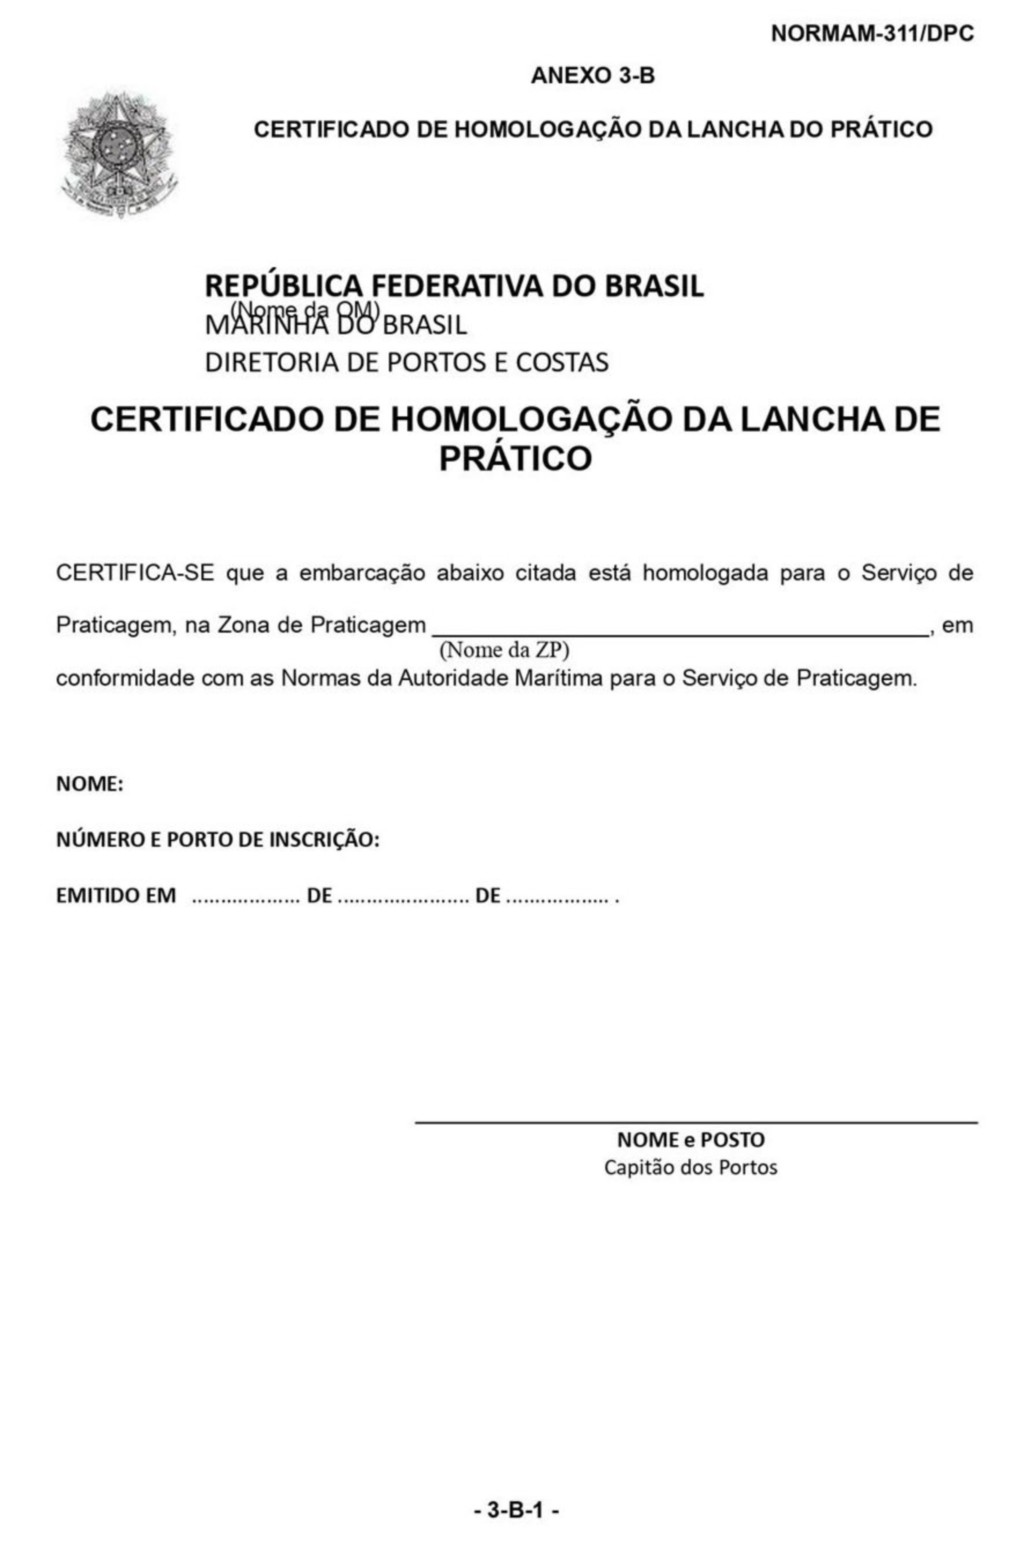 NORMAM-311/DPC
ANEXO 3-B
CERTIFICADO DE HOMOLOGAÇÃO DA LANCHA DO PRÁTICO
REPÚBLICA FEDERATIVA DO BRASIL
(Nome da OM)
MARINHA DO BRASIL
DIRETORIA DE PORTOS E COSTAS
CERTIFICADO DE HOMOLOGAÇÃO DA LANCHA DE
PRÁTICO
CERTIFICA-SE que a embarcação abaixo citada está homologada para o Serviço de
Praticagem, na Zona de Praticagem ________________________________________, em
(Nome da ZP)
conformidade com as Normas da Autoridade Marítima para o Serviço de Praticagem.
NOME:
NÚMERO E PORTO DE INSCRIÇÃO:
EMITIDO EM ................... DE ....................... DE .................. .
NOME e POSTO
Capitão dos Portos
- 3-B-1 -